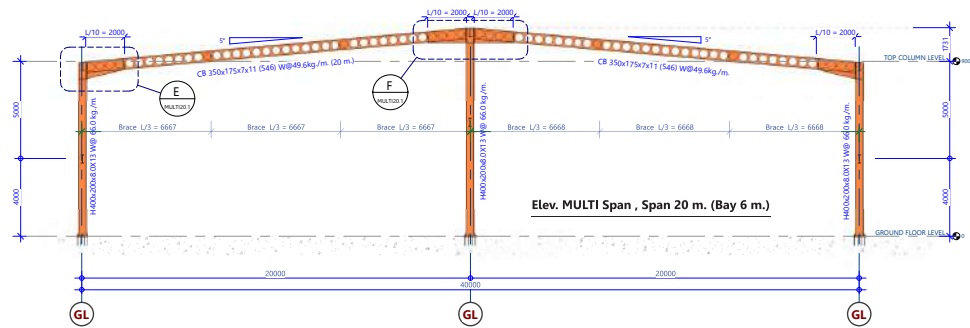 L/10 = 2000
L/10 = 2000
L/10 = 2000
L/10 = 2000
5°
5°
1731
TOP COLUMN LEVEL
CB 350x175x7x11 (546) W@49.6kg./m. (20 m.)
CB 350x175x7x11 (546) W@49.6kg./m.
E
MULTI20.1
F
MULTI20.1
5000
5000
Brace L/3 = 6667
Brace L/3 = 6667
Brace L/3 = 6667
Brace L/3 = 6668
Brace L/3 = 6668
Brace L/3 = 6668
H400x200x8.0X13 W@ 66.0 kg./m.
H400x200x8.0X13 W@ 66.0 kg./m.
H400x200x8.0X13 W@ 66.0 kg./m.
4000
4000
Elev. MULTI Span , Span 20 m. (Bay 6 m.)
GROUND FLOOR LEVEL
0
20000
20000
40000
GL
GL
GL